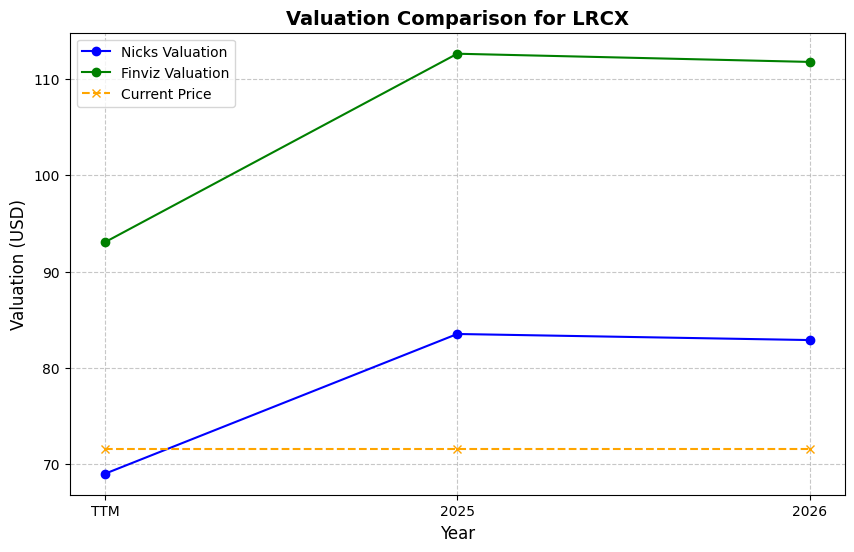 Valuation Comparison for LRCX
Nicks Valuation
Finviz Valuation
Current Price
Valuation (USD)
110
100
90
80
70
TTM
2025
2026
Year